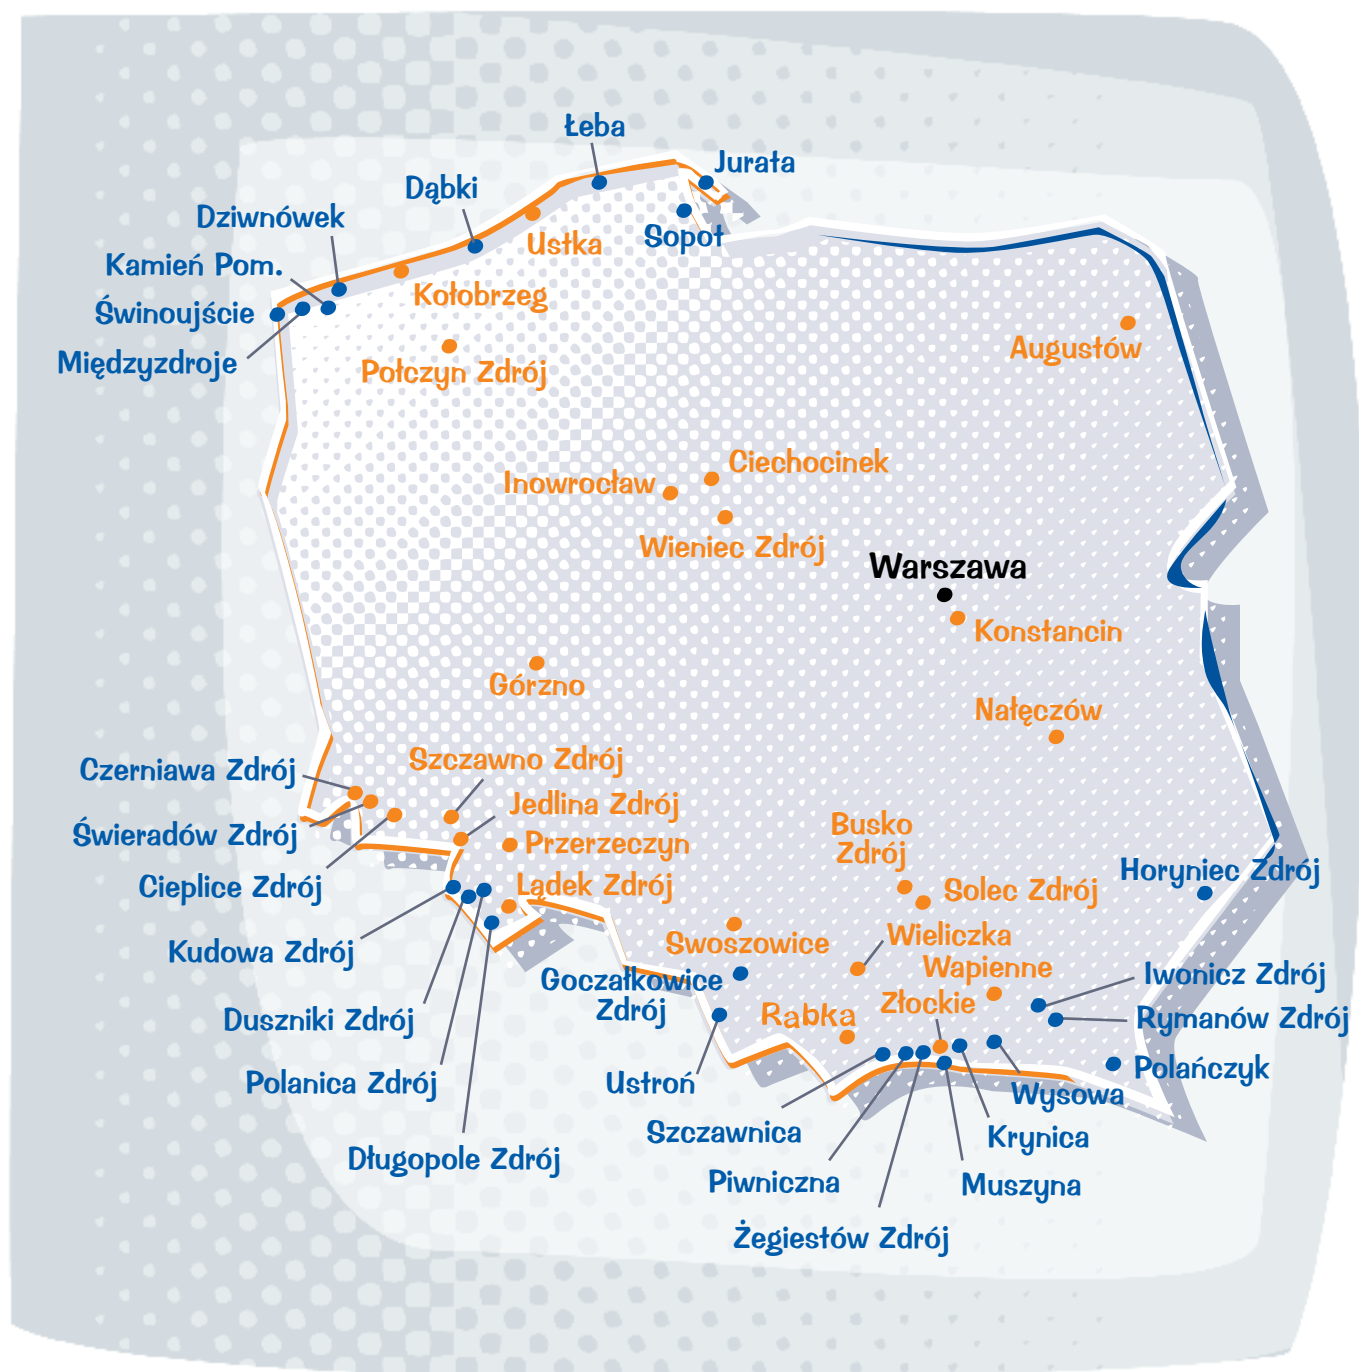 Łeba
Jurata
Dąbki
Dziwnówek
Ustka
Sopot
Kamień Pom.
Kołobrzeg
Świnoujście
Międzyzdroje
Augustów
Połczyn Zdrój
Ciechocinek
Inowrocław
Wieniec Zdrój
Warszawa
Konstancin
Górzno
Nałęczów
Szczawno Zdrój
Czerniawa Zdrój
Jedlina Zdrój
Świeradów Zdrój
Przerzeczyn
Busko
Zdrój
Horyniec Zdrój
Cieplice Zdrój
Lądek Zdrój
Solec Zdrój
Swoszowice
Wieliczka
Kudowa Zdrój
Wapienne
Iwonicz Zdrój
Goczałkowice
Zdrój
Złockie
Rabka
Rymanów Zdrój
Duszniki Zdrój
Polańczyk
Polanica Zdrój
Ustroń
Wysowa
Szczawnica
Krynica
Długopole Zdrój
Piwniczna
Muszyna
Żegiestów Zdrój